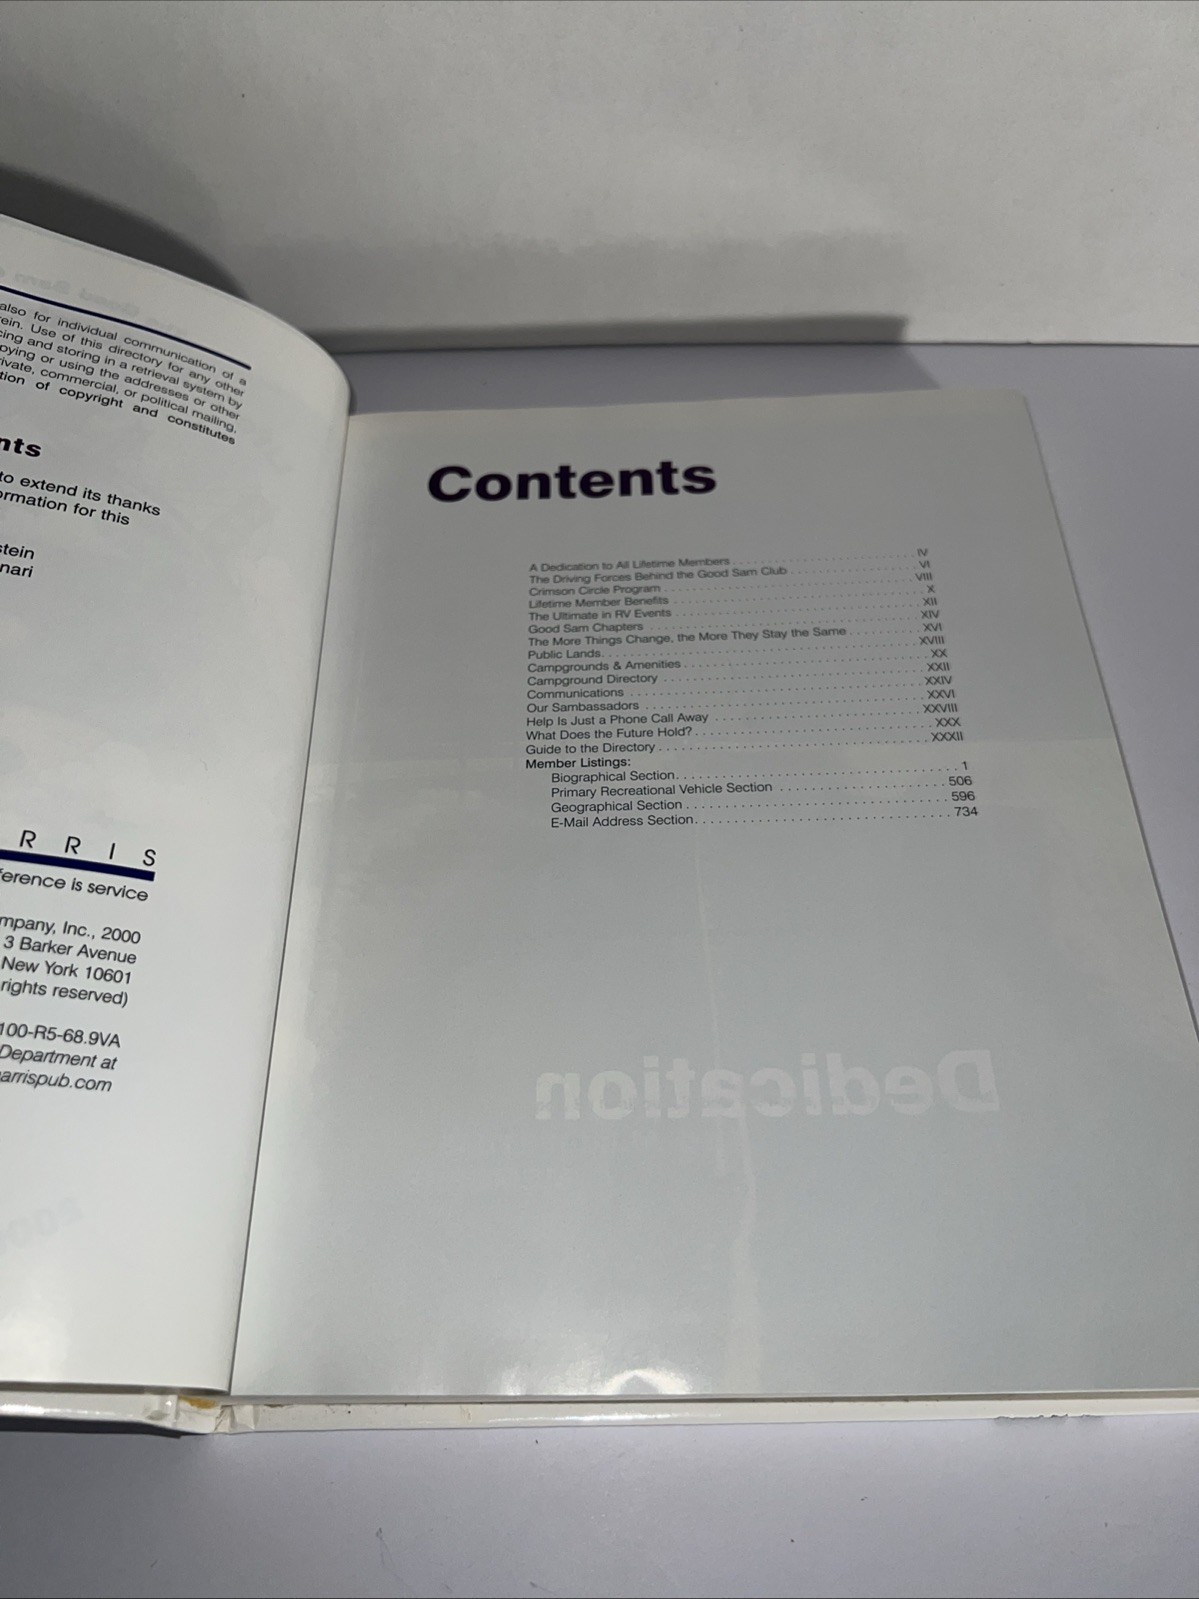 also for individual communication of a
ein. Use of this directory for any other
cing and storing in a retrieval system by
pying or using the addresses or other
rivate, commercial, or political mailing,
tion of copyright and constitutes
nts
to extend its thanks
ormation for this
stein
nari
R R I S
ference is service
mpany, Inc., 2000
3 Barker Avenue
New York 10601
rights reserved)
100-R5-68.9VA
Department at
arrispub.com
Contents
A Dedication to All Lifetime Members . . . . . . . . . . IV
The Driving Forces Behind the Good Sam Club . . . . . . . . . . VI
Crimson Circle Program . . . . . . . . . . VIII
Lifetime Member Benefits . . . . . . . . . . X
The Ultimate in RV Events . . . . . . . . . . XII
Good Sam Chapters . . . . . . . . . . XIV
The More Things Change, the More They Stay the Same . . . . . . . . . . XVI
Public Lands . . . . . . . . . . XVIII
Campgrounds & Amenities . . . . . . . . . . XX
Campground Directory . . . . . . . . . . XXII
Communications . . . . . . . . . . XXIV
Our Sambassadors . . . . . . . . . . XXVI
Help Is Just a Phone Call Away . . . . . . . . . . XXVIII
What Does the Future Hold? . . . . . . . . . . XXX
Guide to the Directory . . . . . . . . . . XXXII
Member Listings:
Biographical Section . . . . . . . . . . 1
Primary Recreational Vehicle Section . . . . . . . . . . 506
Geographical Section . . . . . . . . . . 596
E-Mail Address Section . . . . . . . . . . 734
Dedication